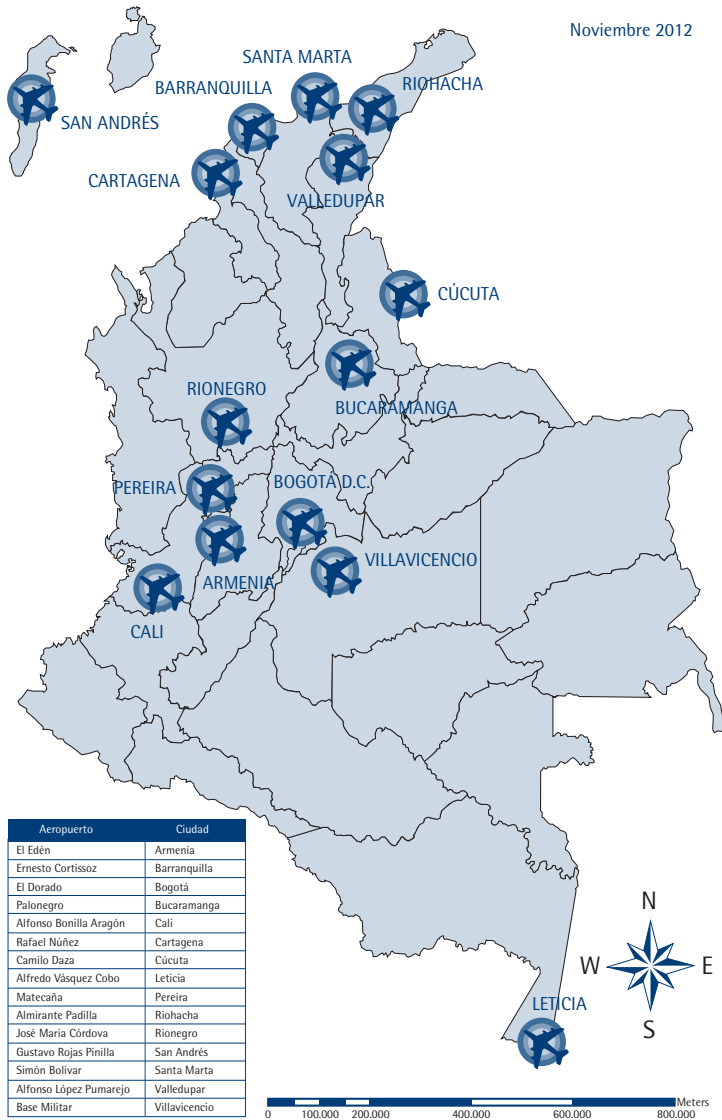 Noviembre 2012
SANTA MARTA
BARRANQUILLA
RIOHACHA
SAN ANDRÉS
CARTAGENA
VALLEDUPAR
CÚCUTA
RIONEGRO
BUCARAMANGA
PEREIRA
BOGOTÁ D.C.
VILLAVICENCIO
ARMENIA
CALI
Aeropuerto Ciudad
El Edén Armenia
Ernesto Cortissoz Barranquilla
El Dorado Bogotá
Palonegro Bucaramanga
Alfonso Bonilla Aragón Cali
Rafael Núñez Cartagena
Camilo Daza Cúcuta
Alfredo Vásquez Cobo Leticia
Matecaña Pereira
Almirante Padilla Riohacha
José Maria Córdova Rionegro
Gustavo Rojas Pinilla San Andrés
Simón Bolivar Santa Marta
Alfonso López Pumarejo Valledupar
Base Militar Villavicencio
N
W E
S
LETICIA
Meters
0 100.000 200.000 400.000 600.000 800.000